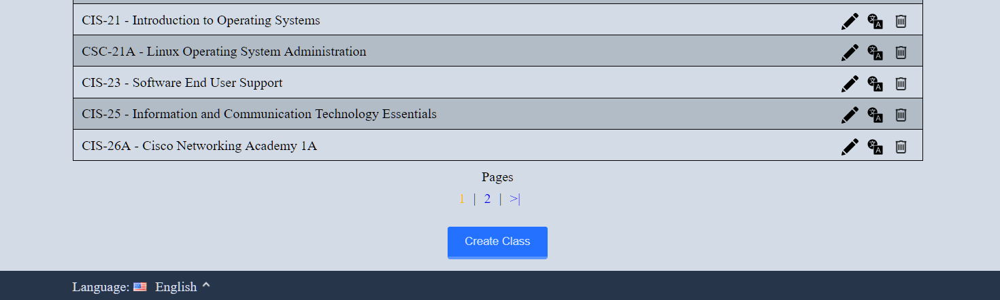 CIS-21 - Introduction to Operating Systems
CSC-21A - Linux Operating System Administration
CIS-23 - Software End User Support
CIS-25 - Information and Communication Technology Essentials
CIS-26A - Cisco Networking Academy 1A
Pages
1 | 2 | >|
Create Class
Language: English